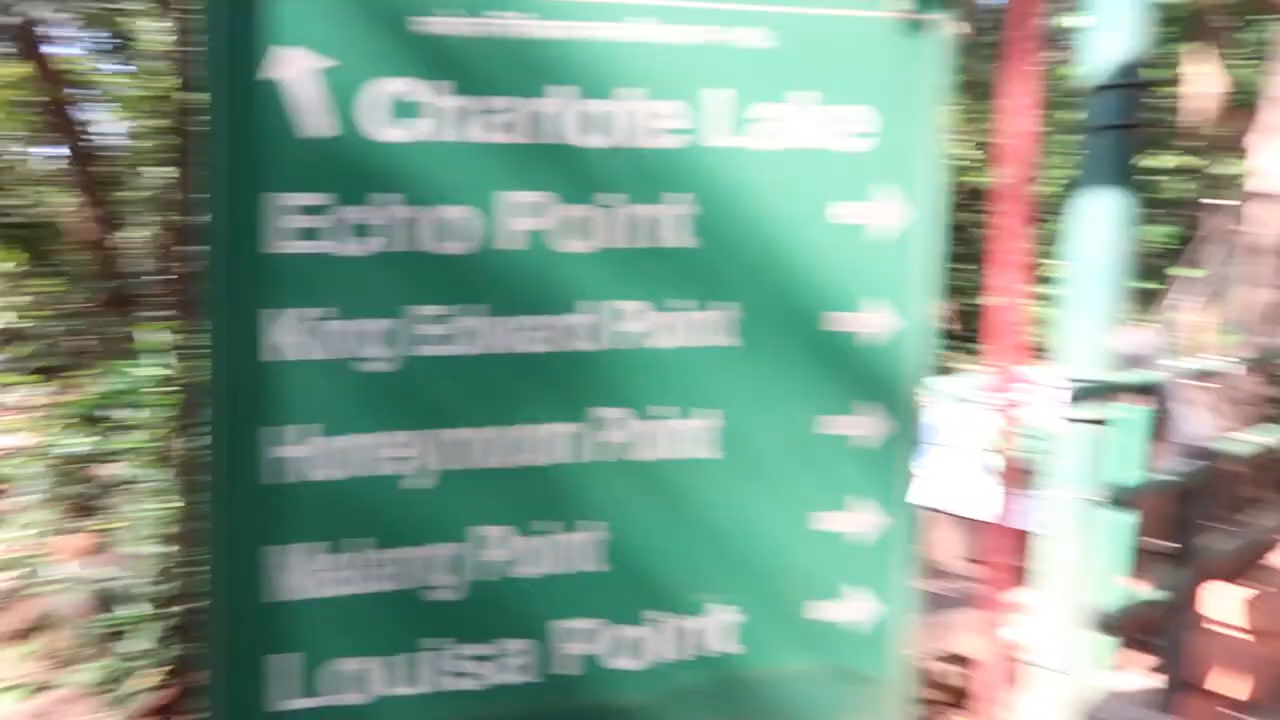 Charlotte Lake
Echo Point
King Edward Point
Honeymoon Point
Point
Louisa Point